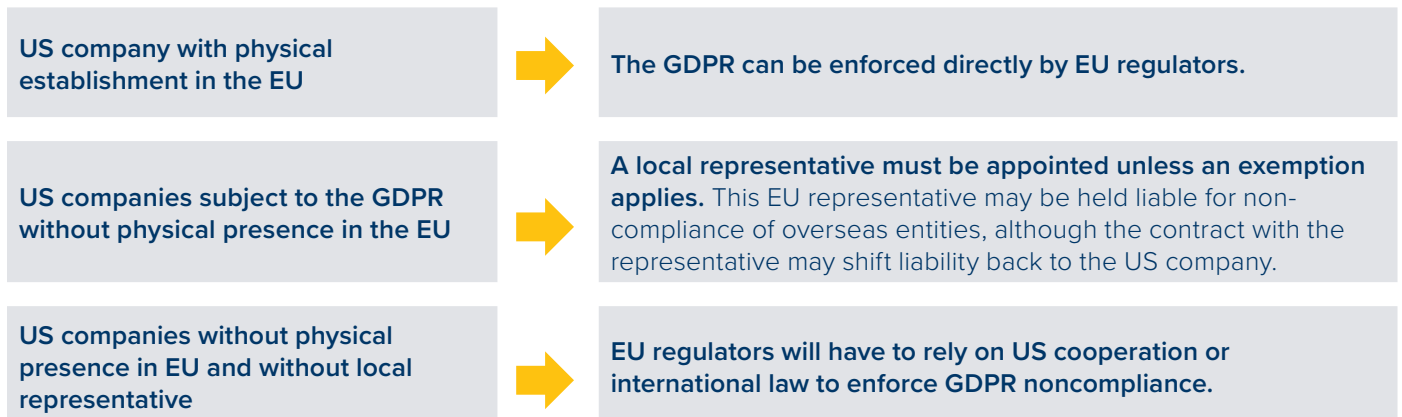 US company with physical
establishment in the EU
The GDPR can be enforced directly by EU regulators.
US companies subject to the GDPR
without physical presence in the EU
A local representative must be appointed unless an exemption
applies. This EU representative may be held liable for non-
compliance of overseas entities, although the contract with the
representative may shift liability back to the US company.
US companies without physical
presence in EU and without local
representative
EU regulators will have to rely on US cooperation or
international law to enforce GDPR noncompliance.